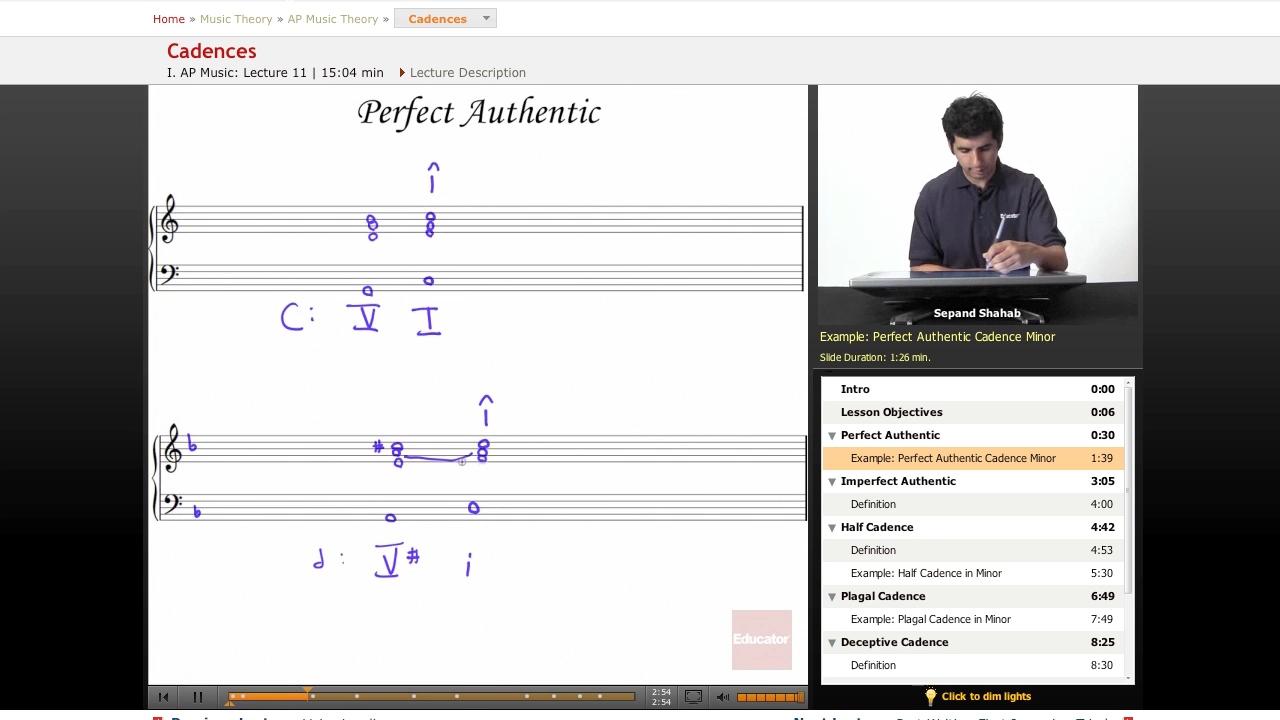 Home » Music Theory » AP Music Theory » Cadences
Cadences
I. AP Music: Lecture 11 | 15:04 min Lecture Description
Perfect Authentic
^
1
C: V I
b #
b
^
1
d: V# i
Educator
Sepand Shahab
Example: Perfect Authentic Cadence Minor
Slide Duration: 1:26 min.
Intro 0:00
Lesson Objectives 0:06
Perfect Authentic 0:30
Example: Perfect Authentic Cadence Minor 1:39
Imperfect Authentic 3:05
Definition 4:00
Half Cadence 4:42
Definition 4:53
Example: Half Cadence in Minor 5:30
Plagal Cadence 6:49
Example: Plagal Cadence in Minor 7:49
Deceptive Cadence 8:25
Definition 8:30
2:54
2:54
Click to dim lights